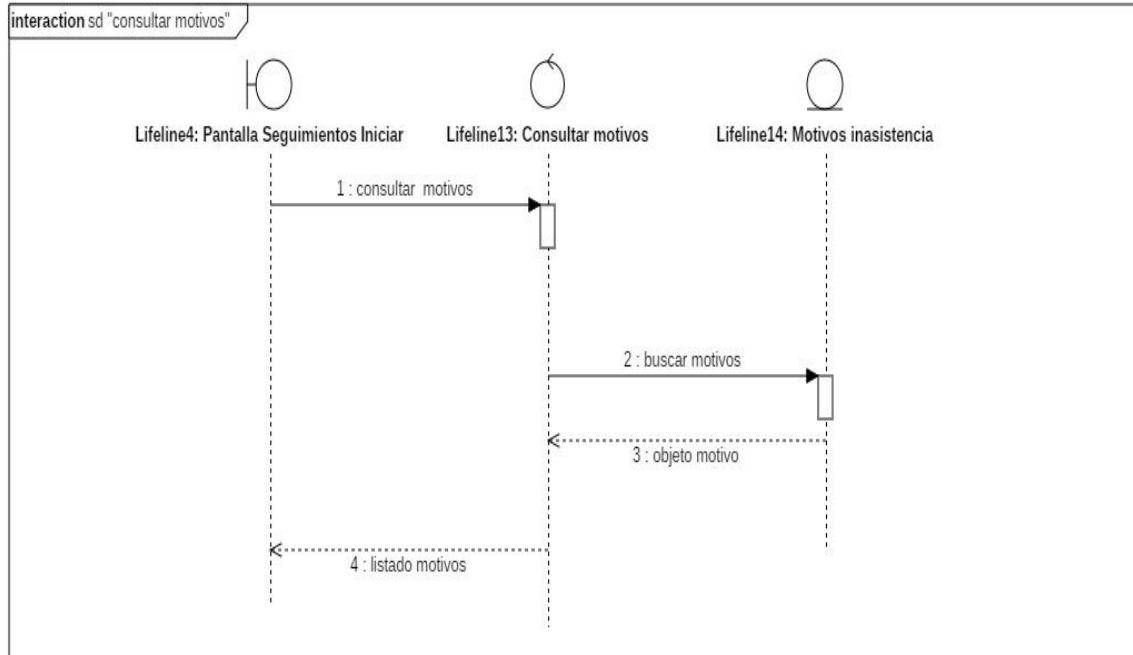 interaction sd "consultar motivos"
Lifeline4: Pantalla Seguimientos Iniciar
Lifeline13: Consultar motivos
Lifeline14: Motivos inasistencia
1 : consultar motivos
2 : buscar motivos
3 : objeto motivo
4 : listado motivos